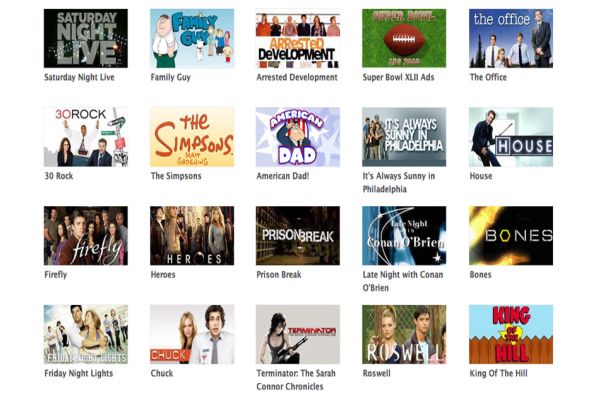 SATURDAY
NIGHT
LIVE
FAMILY
GUY
ARRESTED
DEVELOPMENT
SUPER BOWL
ADS 2008
the office
Saturday Night Live
Family Guy
Arrested Development
Super Bowl XLII Ads
The Office
30 ROCK
THE
SIMPSONS
MATT
GROENING
AMERICAN
DAD
IT'S ALWAYS
SUNNY IN
PHILADELPHIA
HOUSE
30 Rock
The Simpsons
American Dad!
It's Always Sunny in
Philadelphia
House
firefly
HEROES
PRISON BREAK
Late Night
with
Conan O'Brien
BONES
Firefly
Heroes
Prison Break
Late Night with Conan
O'Brien
Bones
FRIDAY NIGHT LIGHTS
CHUCK
TERMINATOR
ROSWELL
KING
OF THE
HILL
Friday Night Lights
Chuck
Terminator: The Sarah
Connor Chronicles
Roswell
King Of The Hill